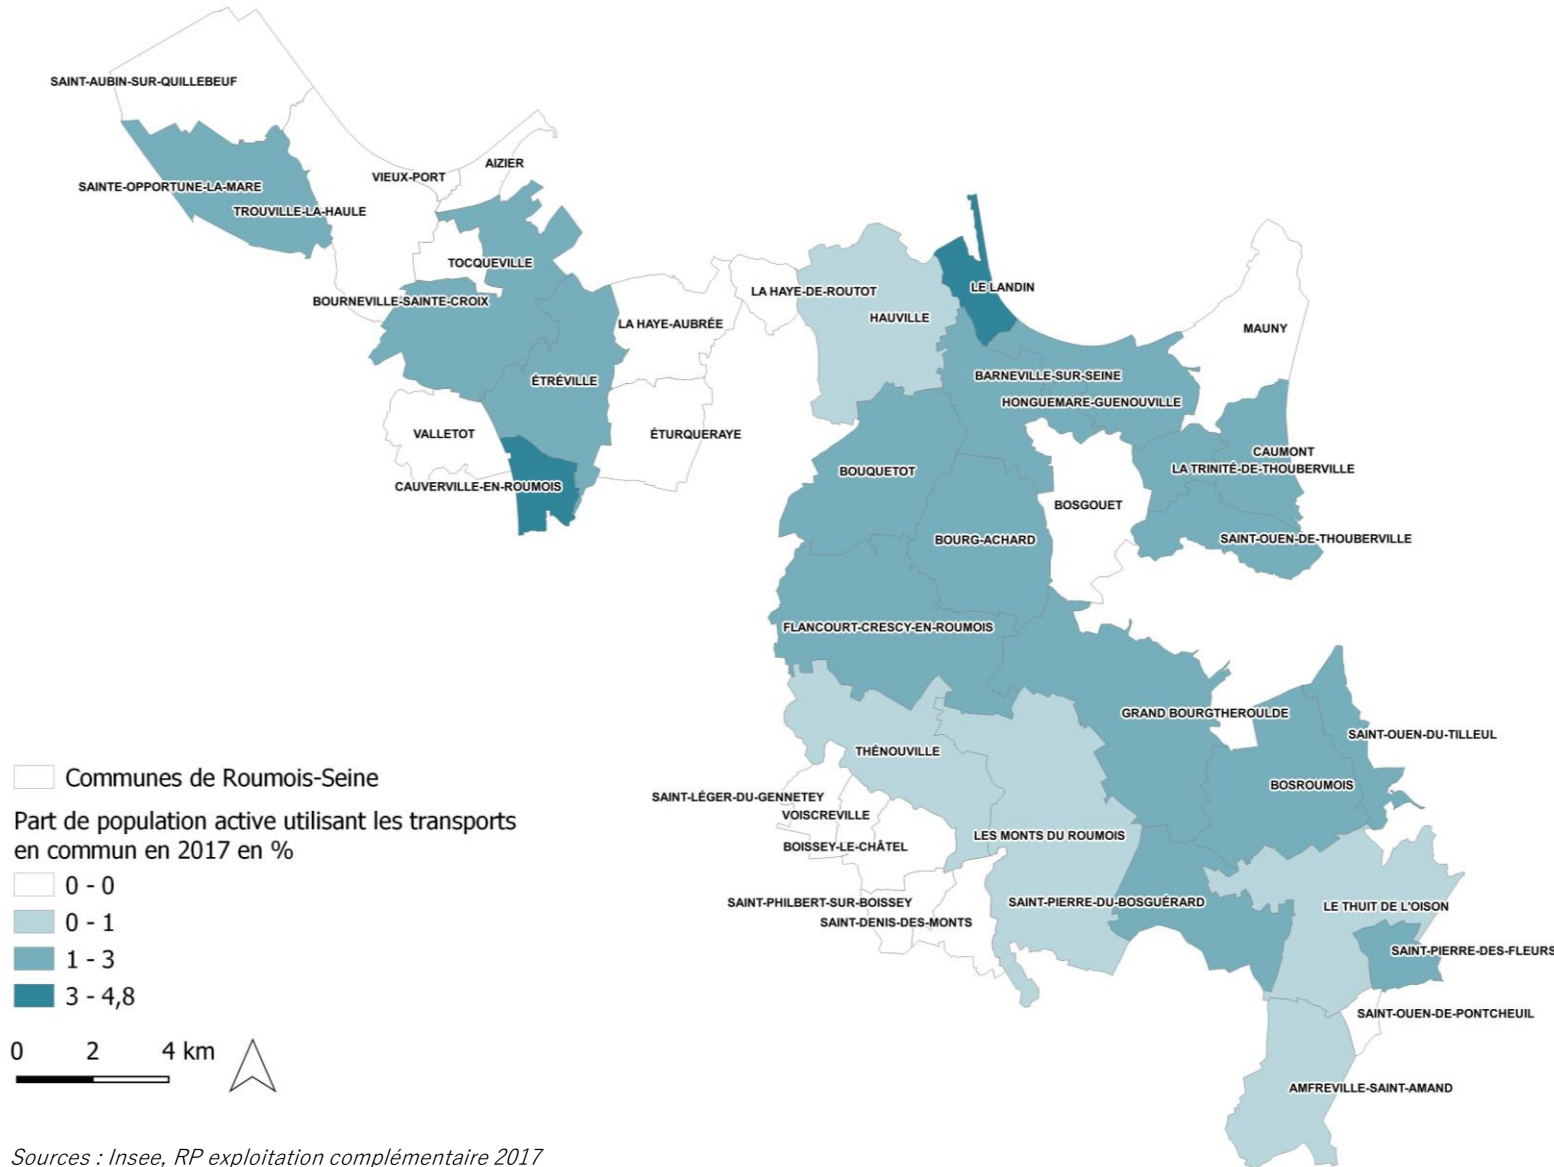 SAINT-AUBIN-SUR-QUILLEBEUF
AIZIER
VIEUX-PORT
SAINTE-OPPORTUNE-LA-MARE
TROUVILLE-LA-HAULE
TOCQUEVILLE
LE LANDIN
LA HAYE-DE-ROUTOT
BOURNEVILLE-SAINTE-CROIX
HAUVILLE
LA HAYE-AUBRÉE
MAUNY
BARNEVILLE-SUR-SEINE
ÉTRÉVILLE
HONGUEMARE-GUENOUVILLE
VALLETOT
ÉTURQUERAYE
CAUMONT
LA TRINITÉ-DE-THOUBERVILLE
BOUQUETOT
CAUVERVILLE-EN-ROUMOIS
BOSGOUET
BOURG-ACHARD
SAINT-OUEN-DE-THOUBERVILLE
FLANCOURT-CRESCY-EN-ROUMOIS
GRAND BOURGTHEROULDE
SAINT-OUEN-DU-TILLEUL
THÉNOUVILLE
BOSROUMOIS
SAINT-LÉGER-DU-GENNETEY
VOISCREVILLE
LES MONTS DU ROUMOIS
BOISSEY-LE-CHÂTEL
SAINT-PHILBERT-SUR-BOISSEY
SAINT-PIERRE-DU-BOSGUÉRARD
LE THUIT DE L'OISON
SAINT-DENIS-DES-MONTS
SAINT-PIERRE-DES-FLEURS
SAINT-OUEN-DE-PONTCHEUIL
AMFREVILLE-SAINT-AMAND
Communes de Roumois-Seine
Part de population active utilisant les transports
en commun en 2017 en %
0 - 0
0 - 1
1 - 3
3 - 4,8
0 2 4 km
Sources : Insee, RP exploitation complémentaire 2017